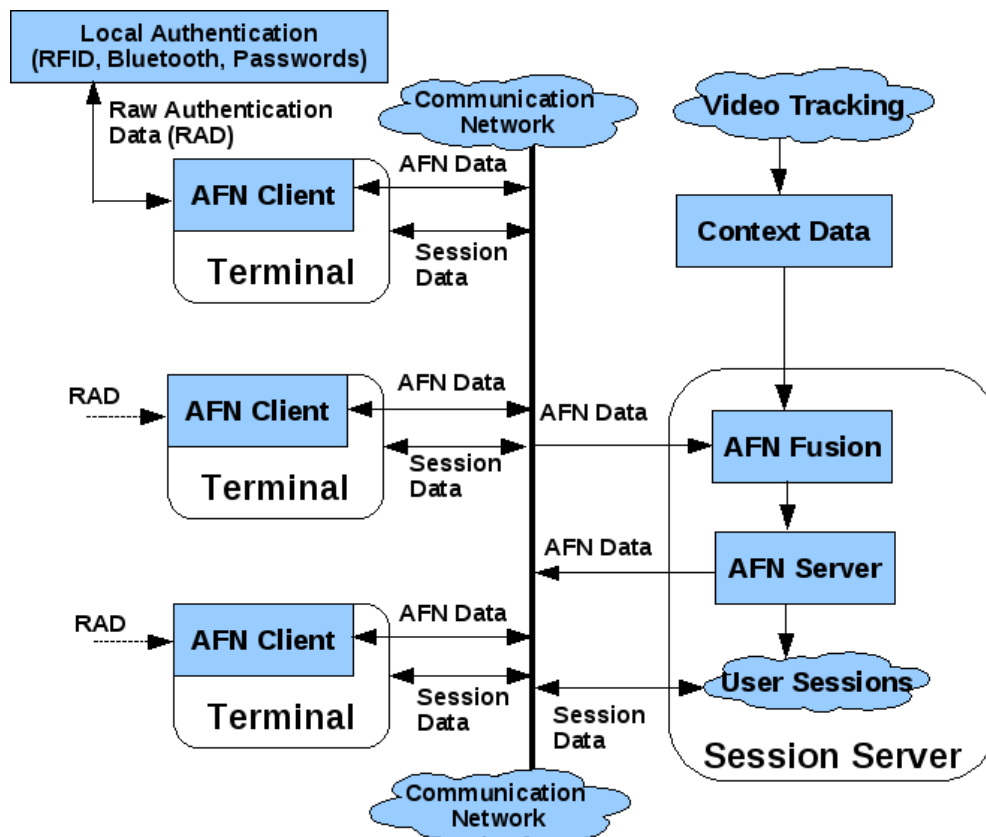 Local Authentication
(RFID, Bluetooth, Passwords)
Raw Authentication
Data (RAD)
Communication
Network
Video Tracking
AFN Data
AFN Client
Session
Data
Terminal
Context Data
RAD
AFN Data
AFN Client
Session
Data
Terminal
AFN Data
AFN Fusion
AFN Data
AFN Server
RAD
AFN Data
AFN Client
Session
Data
Terminal
User Sessions
Session
Data
Session Server
Communication
Network